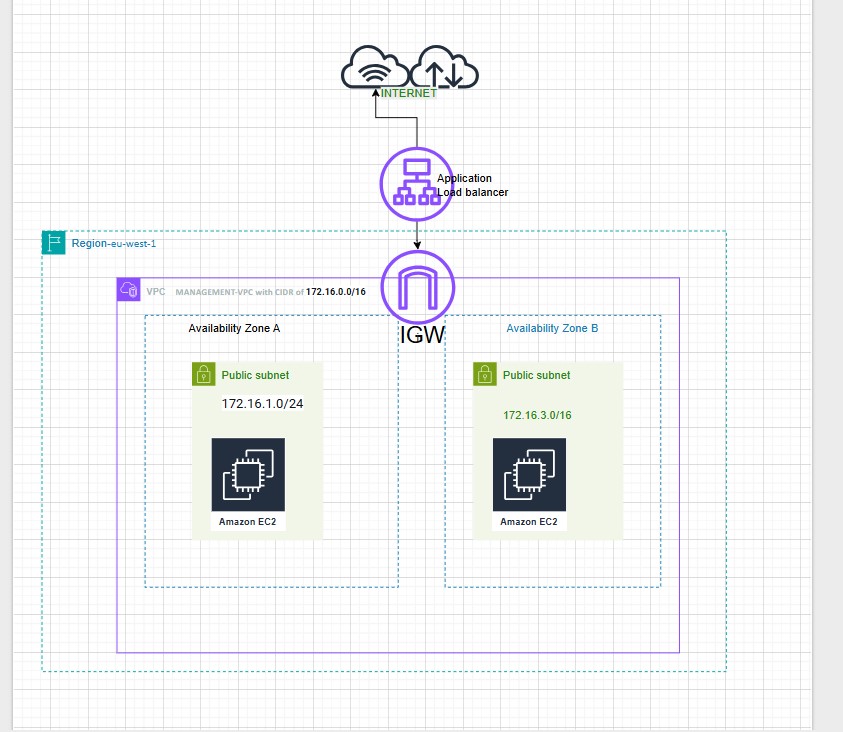 INTERNET
Application
Load balancer
Region-eu-west-1
VPC MANAGEMENT-VPC with CIDR of 172.16.0.0/16
IGW
Availability Zone A
Public subnet
172.16.1.0/24
Amazon EC2
Availability Zone B
Public subnet
172.16.3.0/16
Amazon EC2